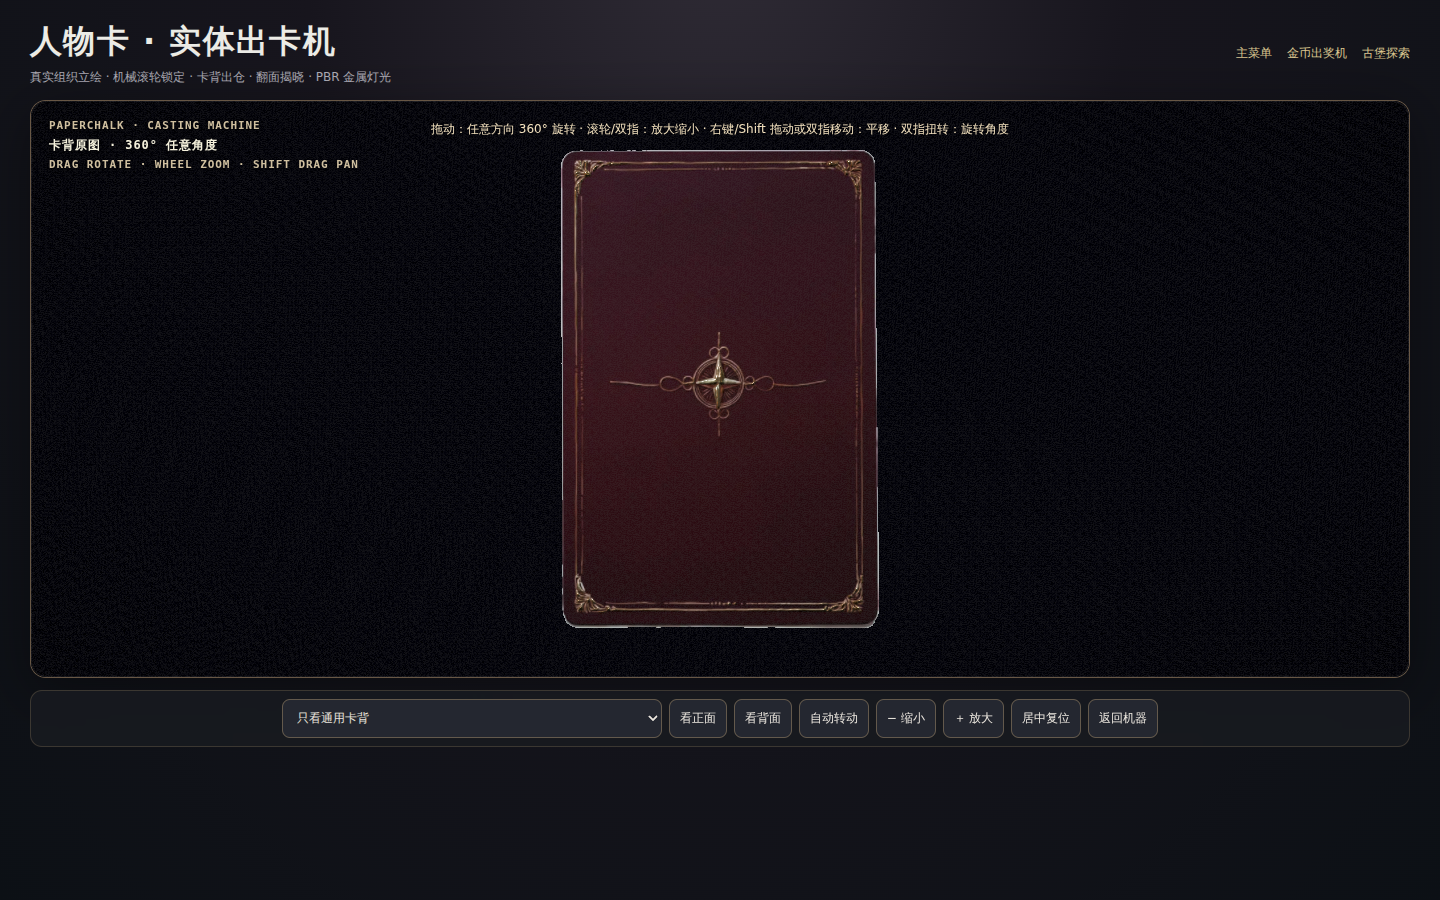 人物卡 · 实体出卡机
真实组织立绘 · 机械滚轮锁定 · 卡背出仓 · 翻面揭晓 · PBR 金属灯光
主菜单 金币出奖机 古堡探索
PAPERCHALK · CASTING MACHINE
卡背原图 · 360° 任意角度
DRAG ROTATE · WHEEL ZOOM · SHIFT DRAG PAN
拖动：任意方向 360° 旋转 · 滚轮/双指：放大缩小 · 右键/Shift 拖动或双指移动：平移 · 双指扭转：旋转角度
只看通用卡背 看正面 看背面 自动转动 − 缩小 ＋ 放大 居中复位 返回机器